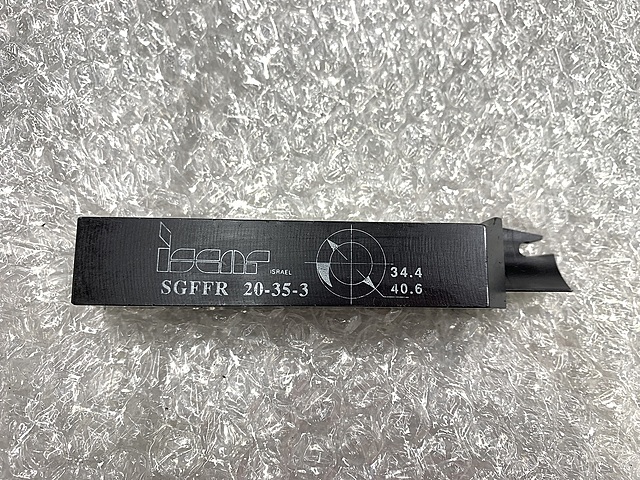 iscar
ISRAEL
SGFFR 20-35-3
34.4
40.6